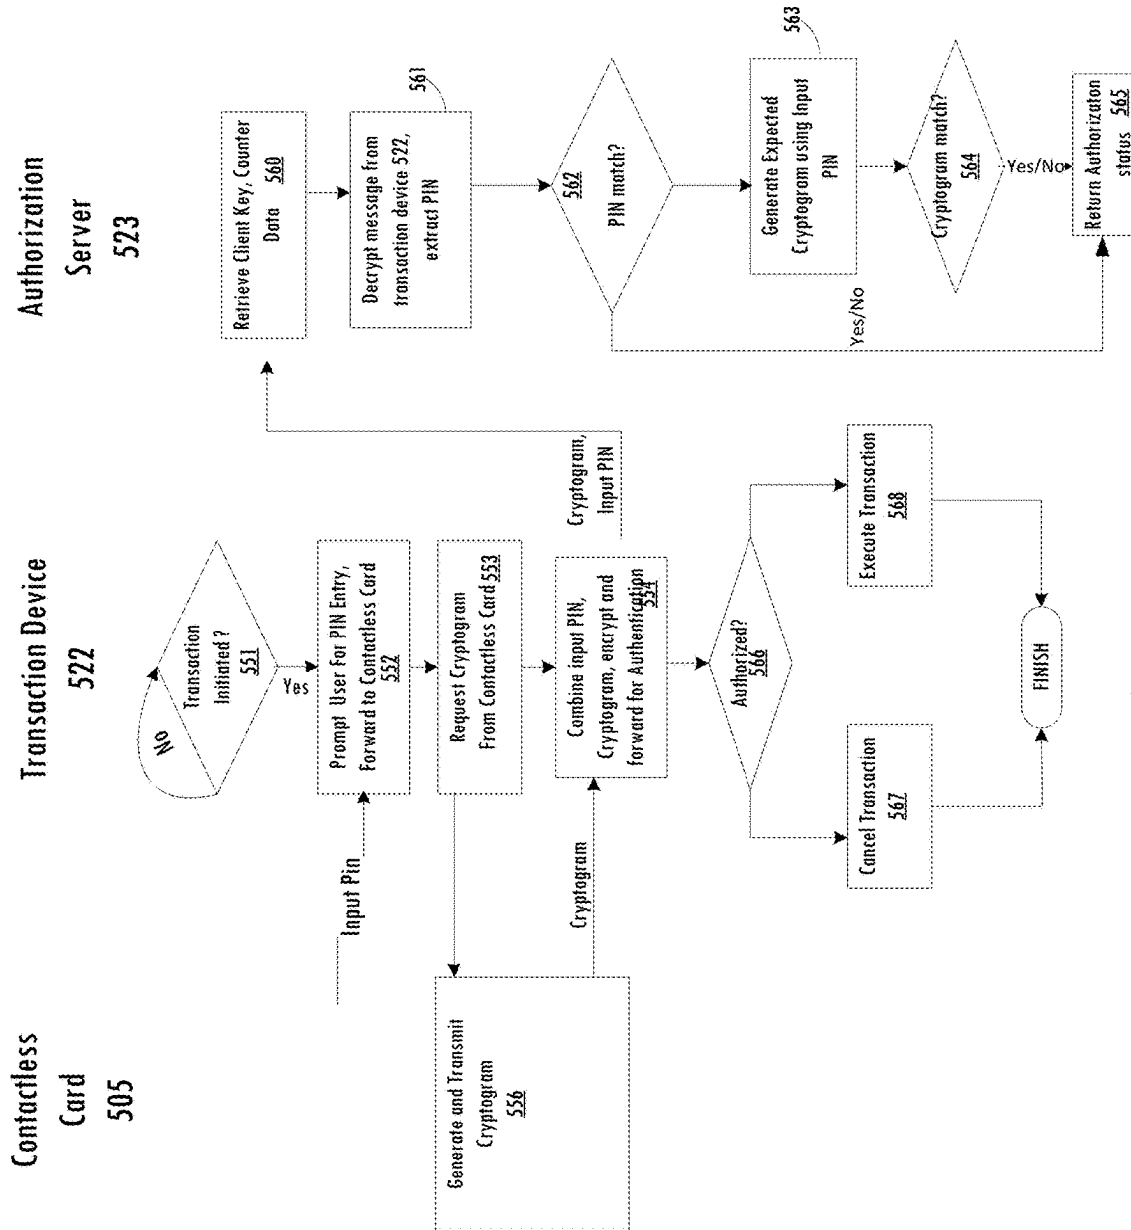 Contactless
Card
505
Generate and Transmit
Cryptogram
556
Transaction Device
522
No
Transaction
Initiated ?
551
Yes
Input Pin
Prompt User For PIN Entry,
Forward to Contactless Card
552
Request Cryptogram
From Contactless Card 553
Cryptogram
Combine input PIN,
Cryptogram, encrypt and
forward for Authentication
554
Cryptogram,
Input PIN
Authorized?
566
Cancel Transaction
567
Execute Transaction
568
FINISH
Authorization
Server
523
Retrieve Client Key, Counter
Data 560
561
Decrypt message from
transaction device 522,
extract PIN
562
PIN match?
563
Generate Expected
Cryptogram using Input
PIN
Yes/No
Cryptogram match?
564
Yes/No
Return Authorizaton
status 565